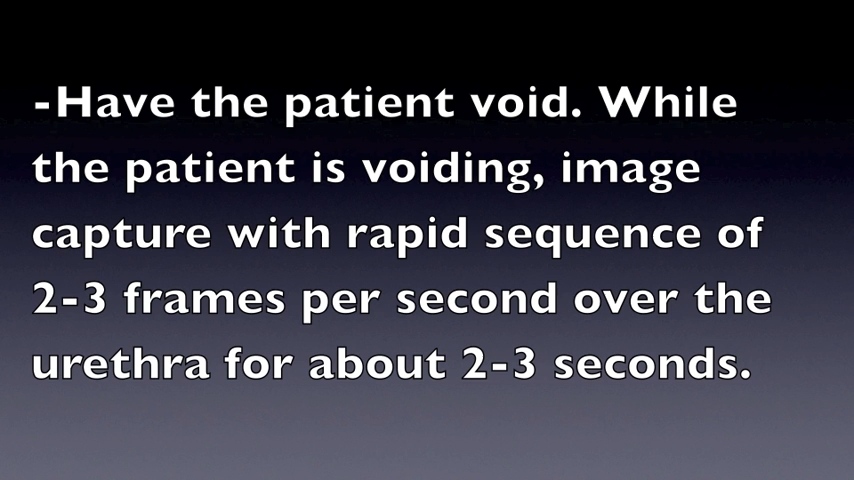 -Have the patient void. While
the patient is voiding, image
capture with rapid sequence of
2-3 frames per second over the
urethra for about 2-3 seconds.